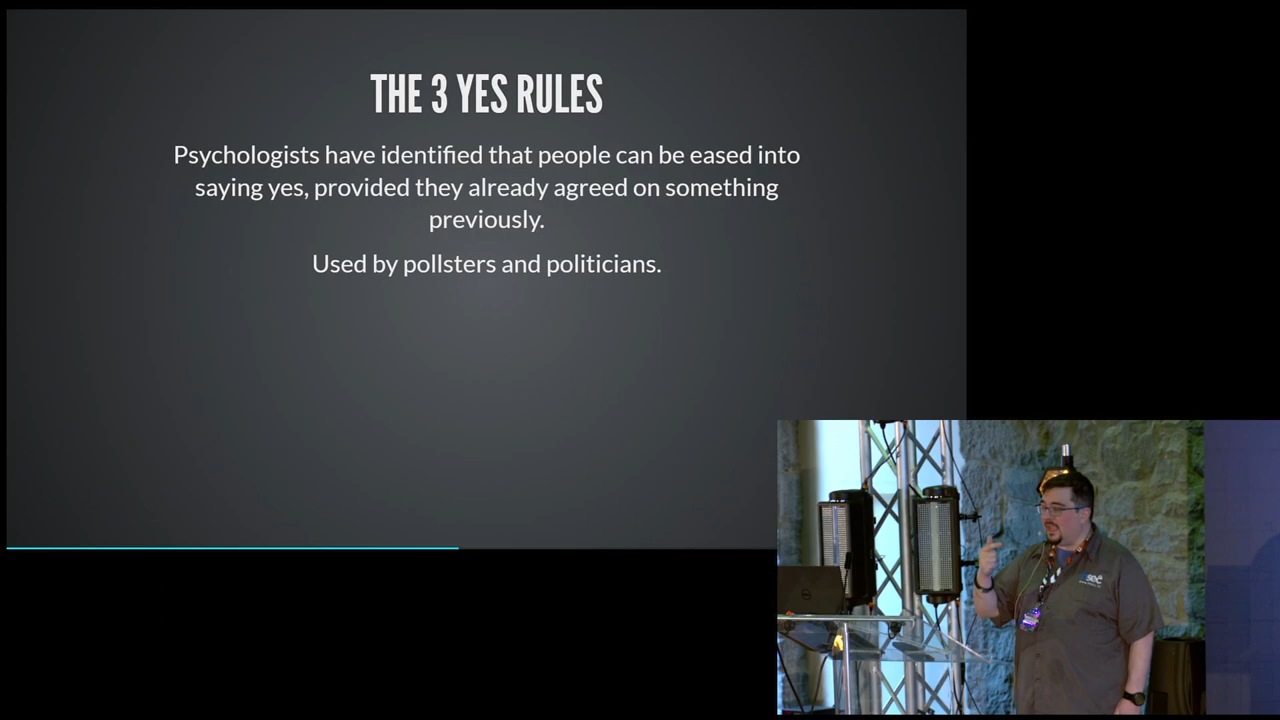 THE 3 YES RULES
Psychologists have identified that people can be eased into
saying yes, provided they already agreed on something
previously.
Used by pollsters and politicians.